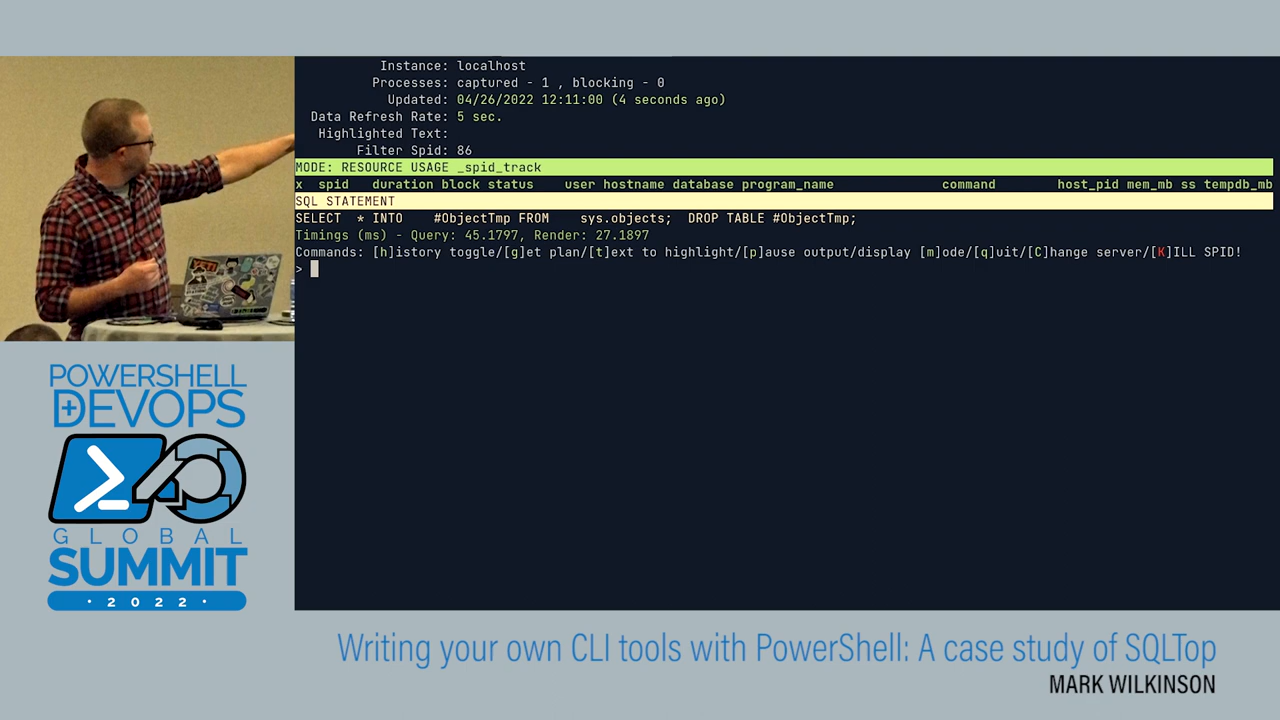 Instance: localhost
Processes: captured - 1 , blocking - 0
Updated: 04/26/2022 12:11:00 (4 seconds ago)
Data Refresh Rate: 5 sec.
Highlighted Text:
Filter Spid: 86
MODE: RESOURCE USAGE _spid_track
x spid duration block status user hostname database program_name command host_pid mem_mb ss tempdb_mb
SQL STATEMENT
SELECT * INTO #ObjectTmp FROM sys.objects; DROP TABLE #ObjectTmp;
Timings (ms) - Query: 45.1797, Render: 27.1897
Commands: [h]istory toggle/[g]et plan/[t]ext to highlight/[p]ause output/display [m]ode/[q]uit/[C]hange server/[K]ILL SPID!
>
POWERSHELL
+DEVOPS
GLOBAL
SUMMIT
· 2022 ·
Writing your own CLI tools with PowerShell: A case study of SQLTop
MARK WILKINSON